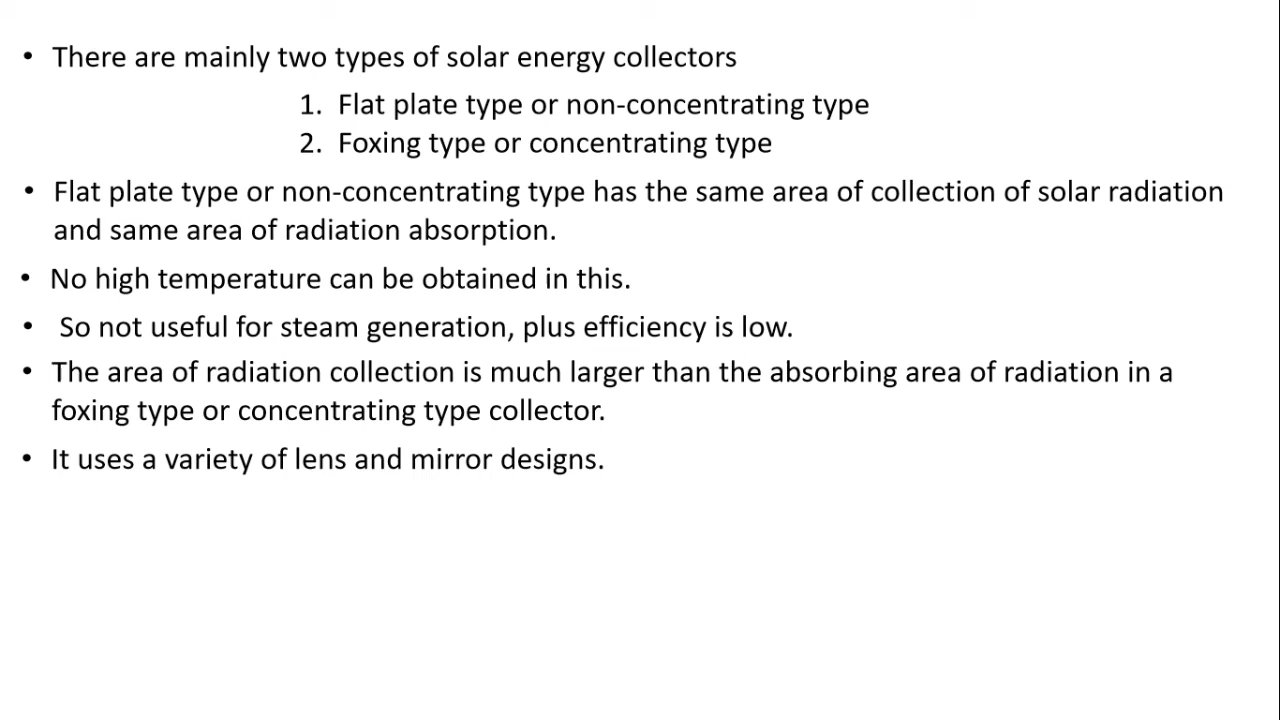 • There are mainly two types of solar energy collectors
1. Flat plate type or non-concentrating type
2. Foxing type or concentrating type
• Flat plate type or non-concentrating type has the same area of collection of solar radiation
and same area of radiation absorption.
• No high temperature can be obtained in this.
• So not useful for steam generation, plus efficiency is low.
• The area of radiation collection is much larger than the absorbing area of radiation in a
foxing type or concentrating type collector.
• It uses a variety of lens and mirror designs.